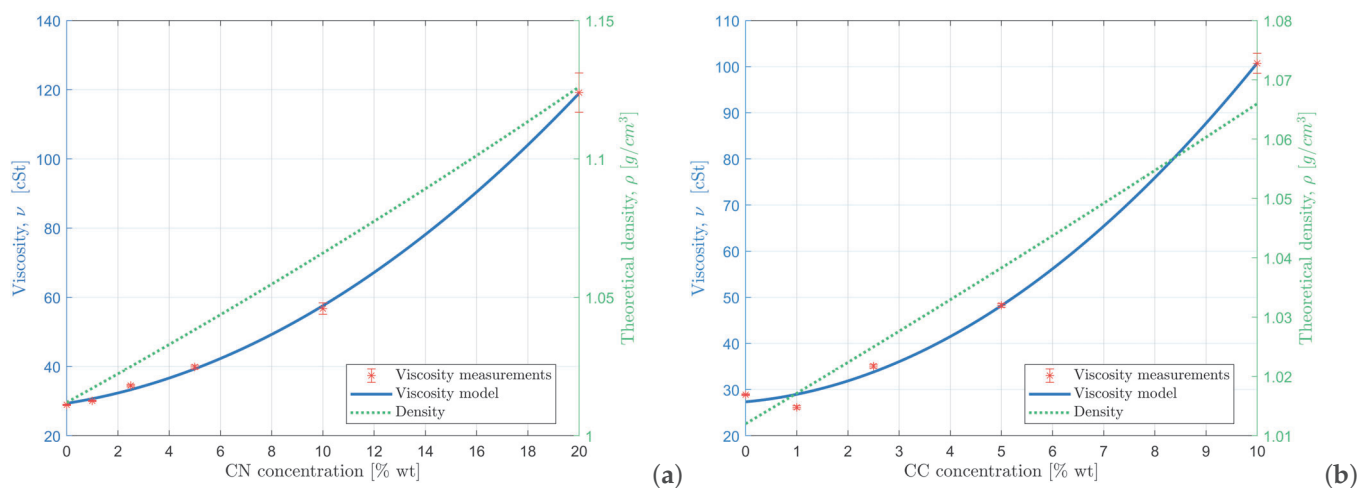 140
120
100
80
60
40
20
Viscosity, ν [cSt]
0 2 4 6 8 10 12 14 16 18 20
CN concentration [% wt]
1.15
1.1
1.05
1
Theoretical density, ρ [g/cm³]
Viscosity measurements
Viscosity model
Density
(a)
110
100
90
80
70
60
50
40
30
20
Viscosity, ν [cSt]
0 1 2 3 4 5 6 7 8 9 10
CC concentration [% wt]
1.08
1.07
1.06
1.05
1.04
1.03
1.02
1.01
Theoretical density, ρ [g/cm³]
Viscosity measurements
Viscosity model
Density
(b)